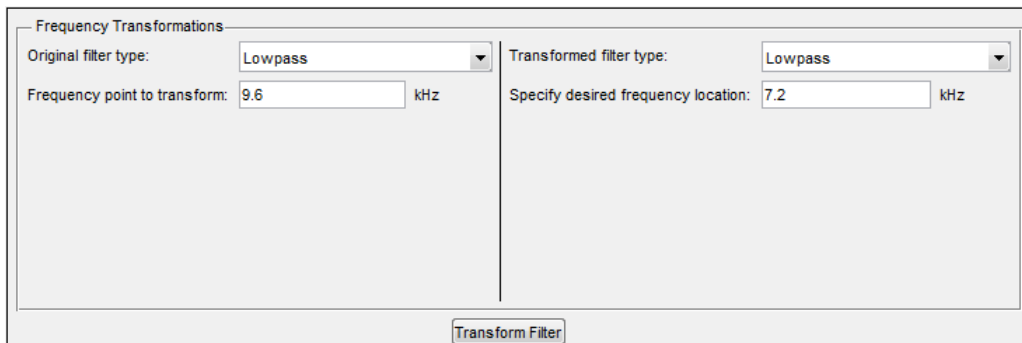 Frequency Transformations
Original filter type: Lowpass
Transformed filter type: Lowpass
Frequency point to transform: 9.6 kHz
Specify desired frequency location: 7.2 kHz
Transform Filter